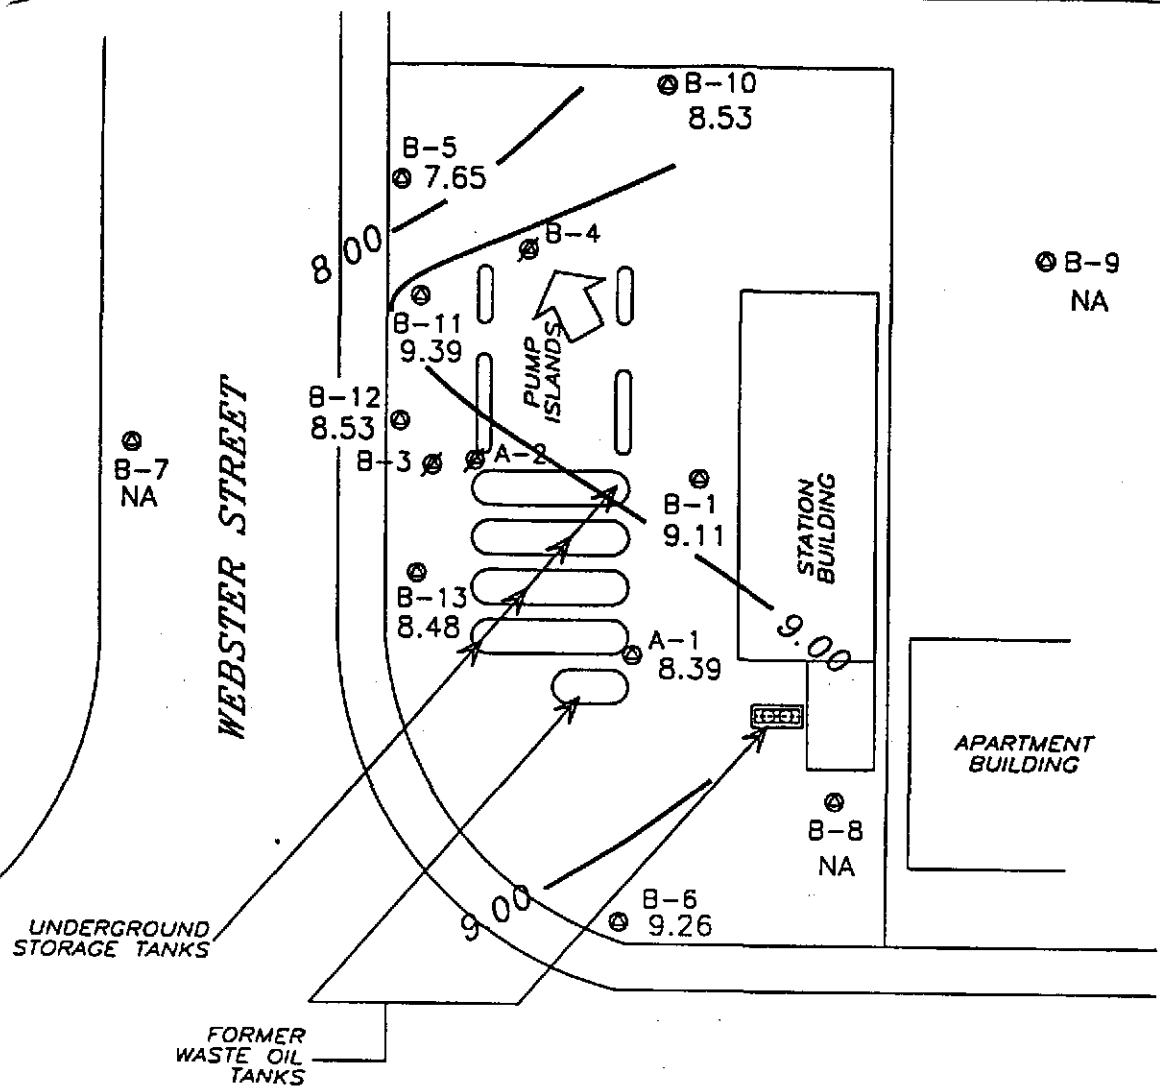 B-10
8.53
B-5
7.65
8 00
B-4
B-9
NA
B-11
9.39
PUMP
ISLANDS
B-12
8.53
WEBSTER STREET
B-7
NA
B-3
A-2
B-1
9.11
STATION
BUILDING
B-13
8.48
9.00
A-1
8.39
APARTMENT
BUILDING
B-8
NA
B-6
9.26
9 00
UNDERGROUND
STORAGE TANKS
FORMER
WASTE OIL
TANKS